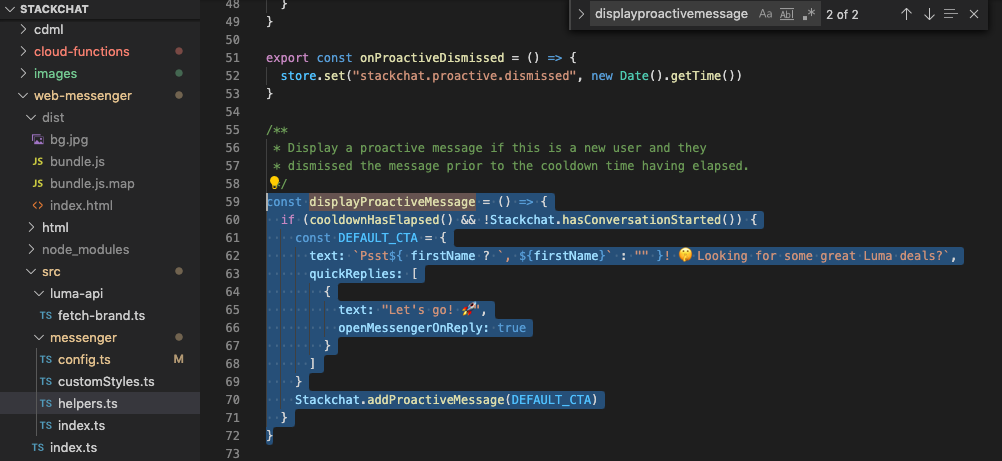 STACKCHAT
cdml
cloud-functions
images
web-messenger
dist
bg.jpg
JS bundle.js
JS bundle.js.map
<> index.html
html
node_modules
src
luma-api
TS fetch-brand.ts
messenger
TS config.ts M
TS customStyles.ts
TS helpers.ts
TS index.ts
TS index.ts
displayproactivemessage Aa Abl .* 2 of 2
48 }
49 }
50
51 export const onProactiveDismissed = () => {
52 store.set("stackchat.proactive.dismissed", new Date().getTime())
53 }
54
55 /**
56 * Display a proactive message if this is a new user and they
57 * dismissed the message prior to the cooldown time having elapsed.
58 */
59 const displayProactiveMessage = () => {
60 if (cooldownHasElapsed() && !Stackchat.hasConversationStarted()) {
61 const DEFAULT_CTA = {
62 text: `Psst${ firstName ? `, ${firstName}` : "" }! 🤫 Looking for some great Luma deals?`,
63 quickReplies: [
64 {
65 text: "Let's go! 🚀",
66 openMessengerOnReply: true
67 }
68 ]
69 }
70 Stackchat.addProactiveMessage(DEFAULT_CTA)
71 }
72 }
73